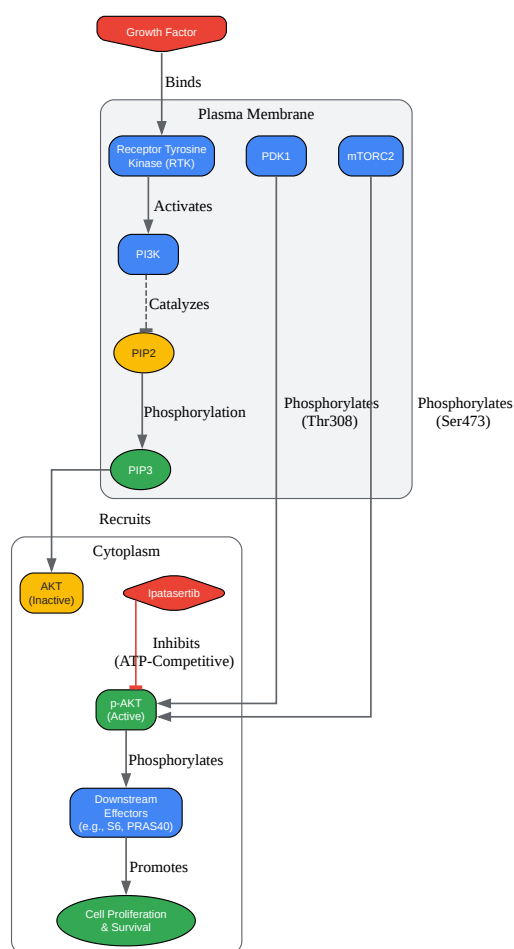 Growth Factor
Binds
Plasma Membrane
Receptor Tyrosine
Kinase (RTK)
PDK1
mTORC2
Activates
PI3K
Catalyzes
PIP2
Phosphorylation
Phosphorylates
(Thr308)
Phosphorylates
(Ser473)
PIP3
Recruits
Cytoplasm
AKT
(Inactive)
Ipatasertib
Inhibits
(ATP-Competitive)
p-AKT
(Active)
Phosphorylates
Downstream
Effectors
(e.g., S6, PRAS40)
Promotes
Cell Proliferation
& Survival